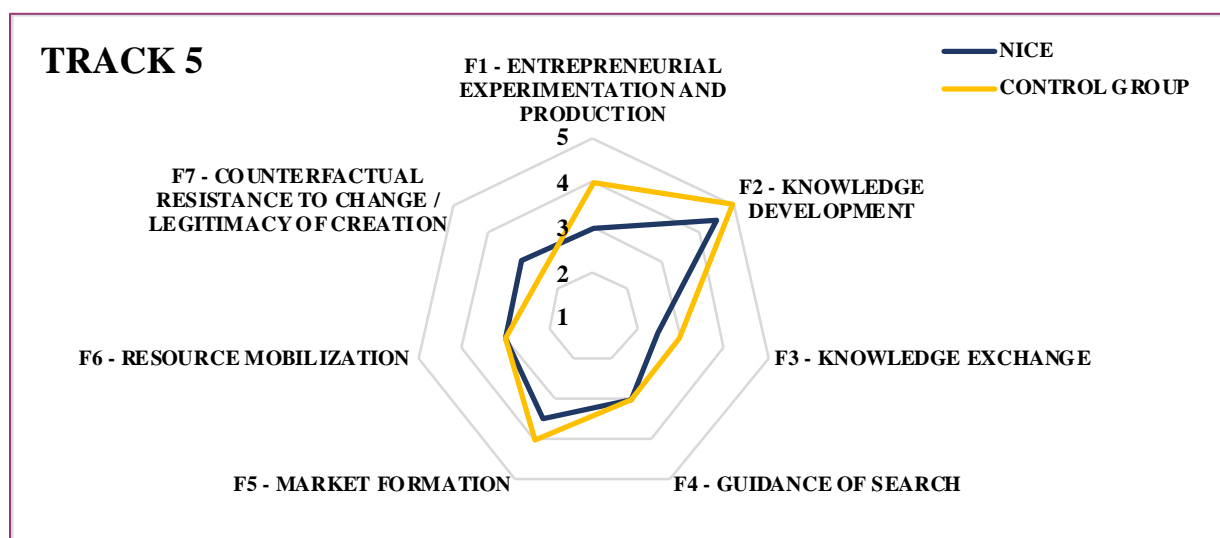 TRACK 5
NICE
CONTROL GROUP
F1 - ENTREPRENEURIAL
EXPERIMENTATION AND
PRODUCTION
F2 - KNOWLEDGE
DEVELOPMENT
F3 - KNOWLEDGE EXCHANGE
F4 - GUIDANCE OF SEARCH
F5 - MARKET FORMATION
F6 - RESOURCE MOBILIZATION
F7 - COUNTERFACTUAL
RESISTANCE TO CHANGE /
LEGITIMACY OF CREATION
5
4
3
2
1